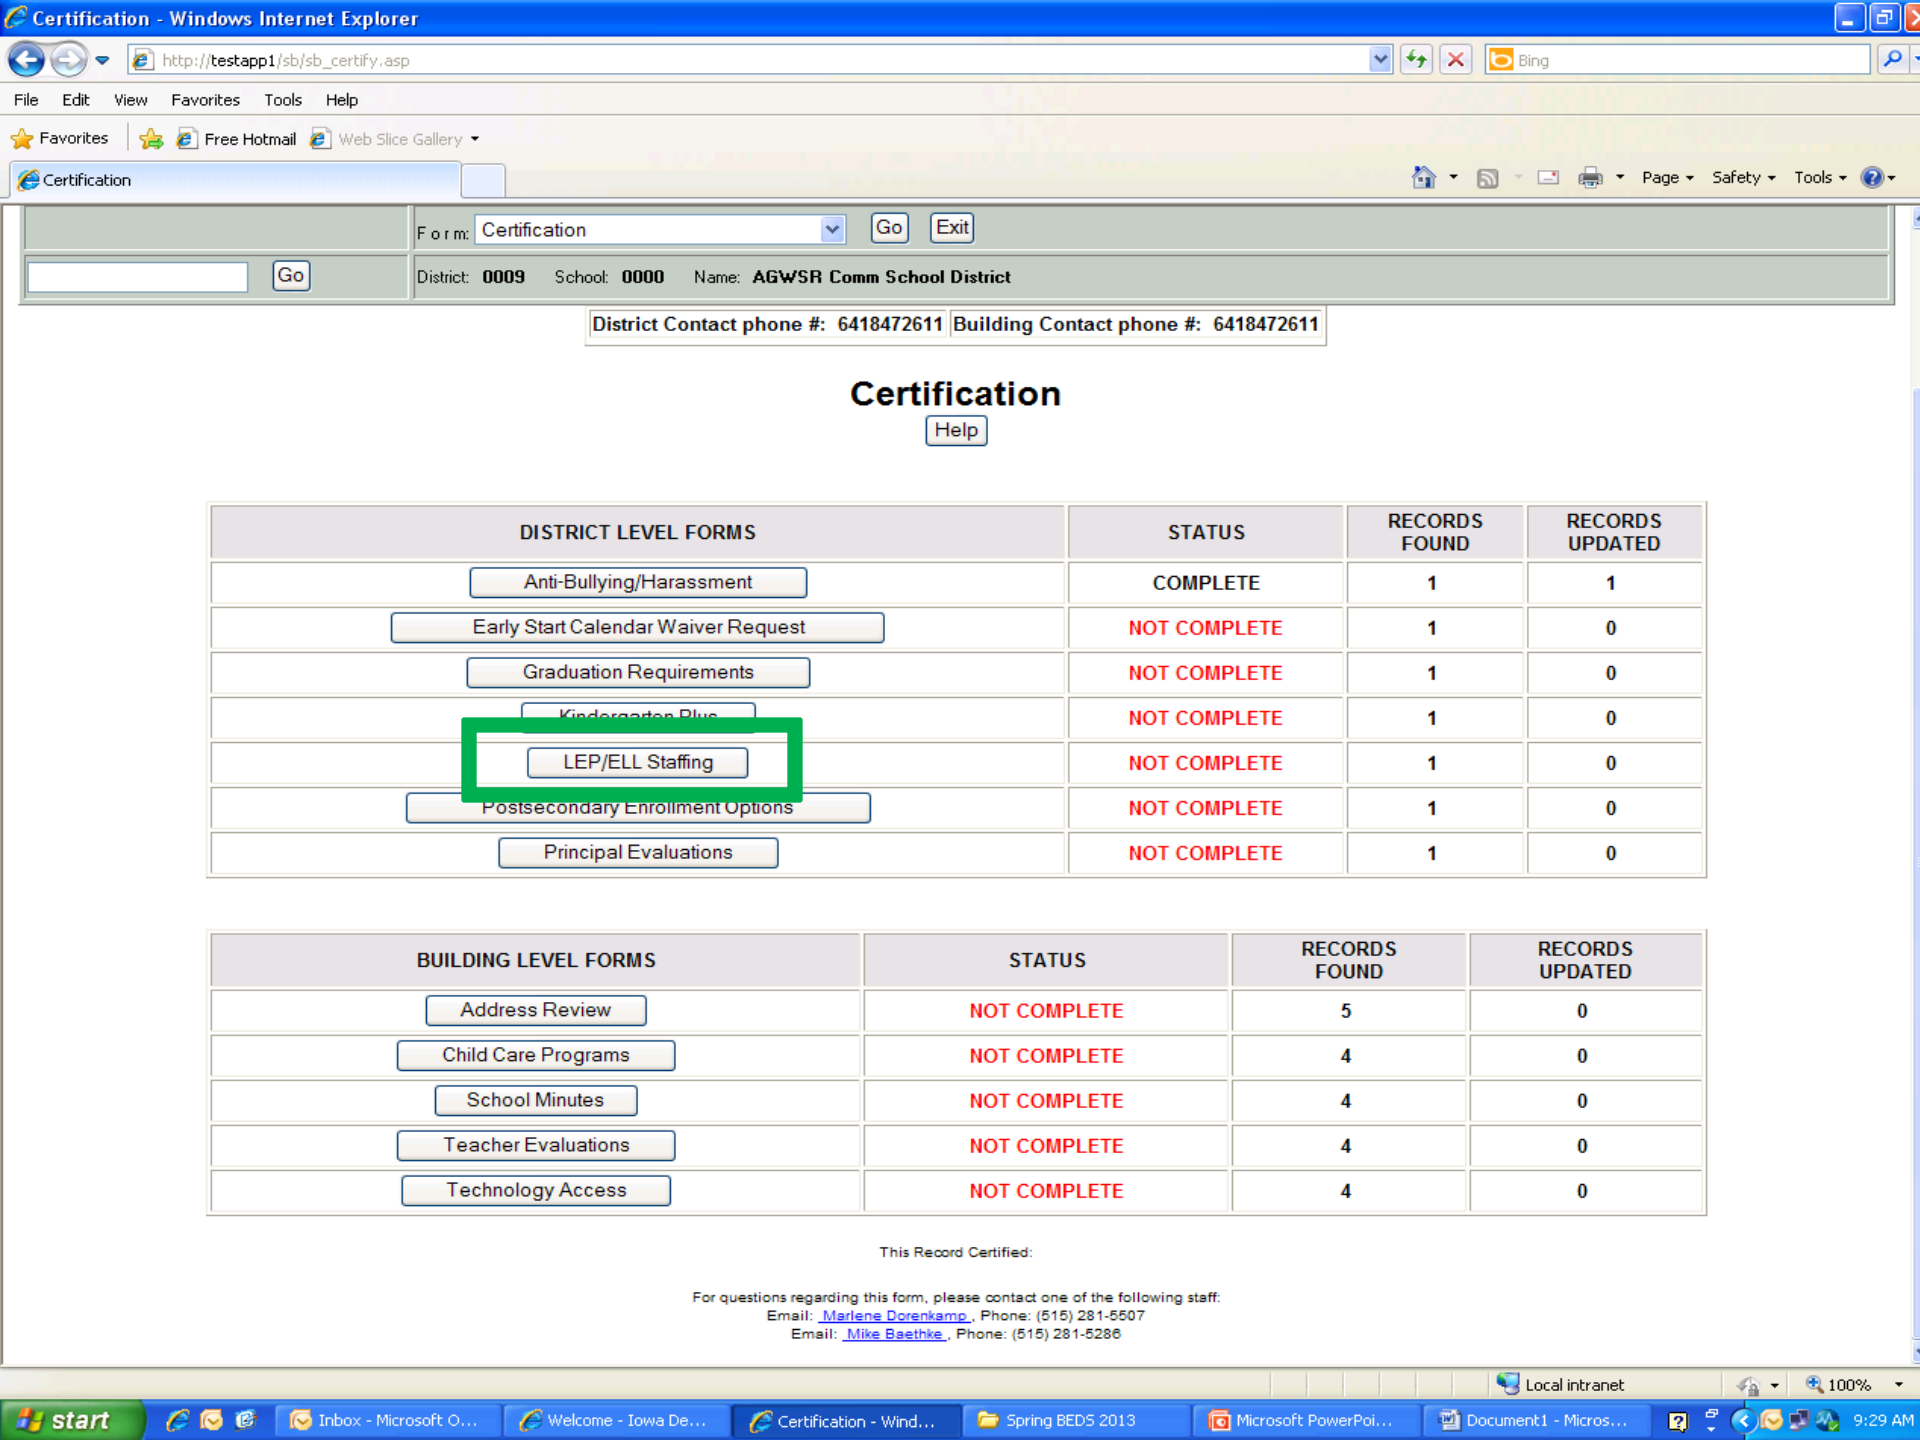 Certification - Windows Internet Explorer
http://testapp1/sb/sb_certify.asp
Bing
File Edit View Favorites Tools Help
Favorites Free Hotmail Web Slice Gallery
Certification Page Safety Tools
Form: Certification Go Exit
Go District: 0009 School: 0000 Name: AGWSR Comm School District
District Contact phone #: 6418472611 Building Contact phone #: 6418472611
Certification
Help
DISTRICT LEVEL FORMS STATUS RECORDS FOUND RECORDS UPDATED
Anti-Bullying/Harassment COMPLETE 1 1
Early Start Calendar Waiver Request NOT COMPLETE 1 0
Graduation Requirements NOT COMPLETE 1 0
Kindergarten Plus NOT COMPLETE 1 0
LEP/ELL Staffing NOT COMPLETE 1 0
Postsecondary Enrollment Options NOT COMPLETE 1 0
Principal Evaluations NOT COMPLETE 1 0
BUILDING LEVEL FORMS STATUS RECORDS FOUND RECORDS UPDATED
Address Review NOT COMPLETE 5 0
Child Care Programs NOT COMPLETE 4 0
School Minutes NOT COMPLETE 4 0
Teacher Evaluations NOT COMPLETE 4 0
Technology Access NOT COMPLETE 4 0
This Record Certified:
For questions regarding this form, please contact one of the following staff:
Email: Marlene Dorenkamp , Phone: (515) 281-5507
Email: Mike Baethke , Phone: (515) 281-5286
Local intranet 100%
start Inbox - Microsoft O... Welcome - Iowa De... Certification - Wind... Spring BEDS 2013 Microsoft PowerPoi... Document1 - Micros... 9:29 AM